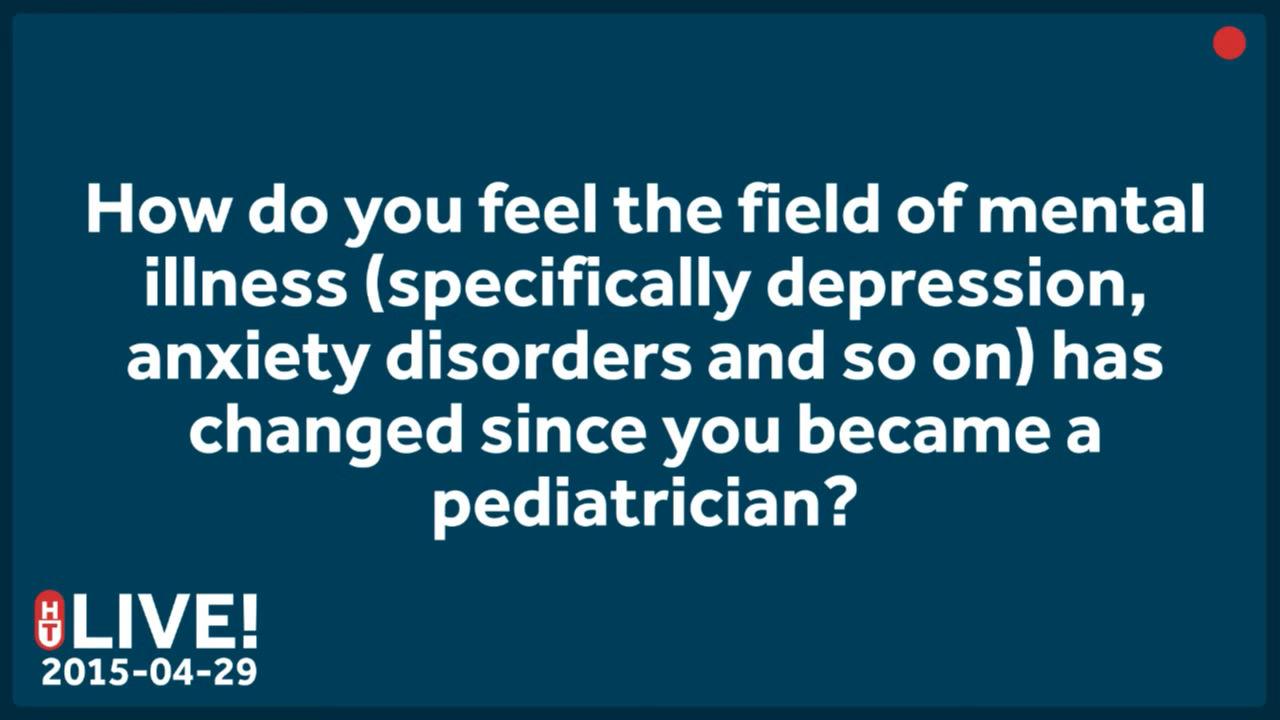 How do you feel the field of mental
illness (specifically depression,
anxiety disorders and so on) has
changed since you became a
pediatrician?
HT LIVE!
2015-04-29